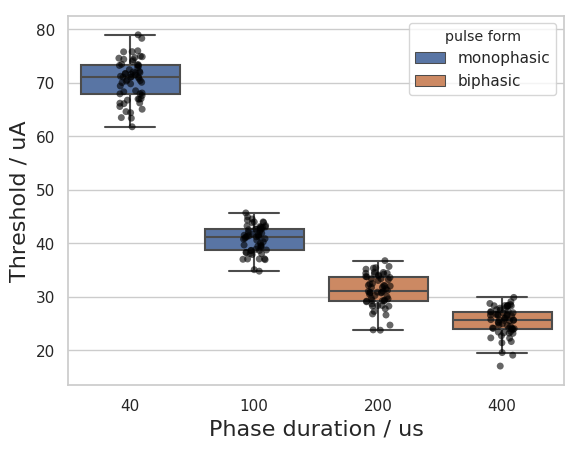 80
70
60
50
40
30
20
Threshold / uA
pulse form
monophasic
biphasic
40
100
200
400
Phase duration / us